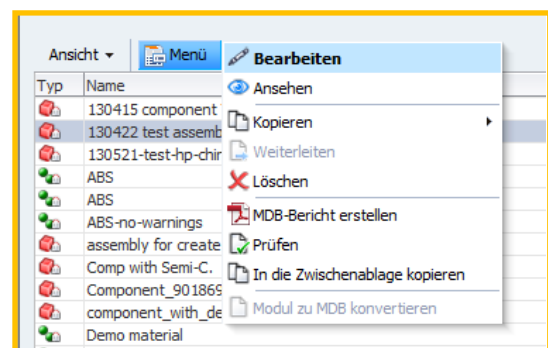 Ansicht
Menü
Typ Name
130415 component
130422 test assemb
130521-test-hp-chir
ABS
ABS
ABS-no-warnings
assembly for create
Comp with Semi-C.
Component_901869
component_with_de
Demo material
Bearbeiten
Ansehen
Kopieren
Weiterleiten
Löschen
MDB-Bericht erstellen
Prüfen
In die Zwischenablage kopieren
Modul zu MDB konvertieren